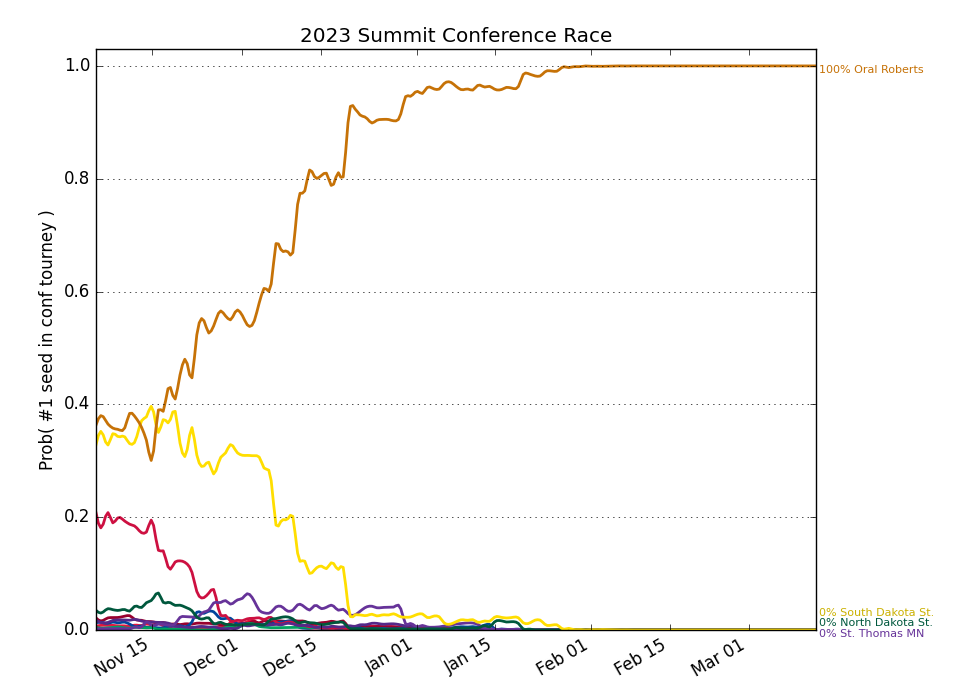 2023 Summit Conference Race
Prob( #1 seed in conf tourney )
1.0
0.8
0.6
0.4
0.2
0.0
Nov 15
Dec 01
Dec 15
Jan 01
Jan 15
Feb 01
Feb 15
Mar 01
100% Oral Roberts
0% South Dakota St.
0% North Dakota St.
0% St. Thomas MN